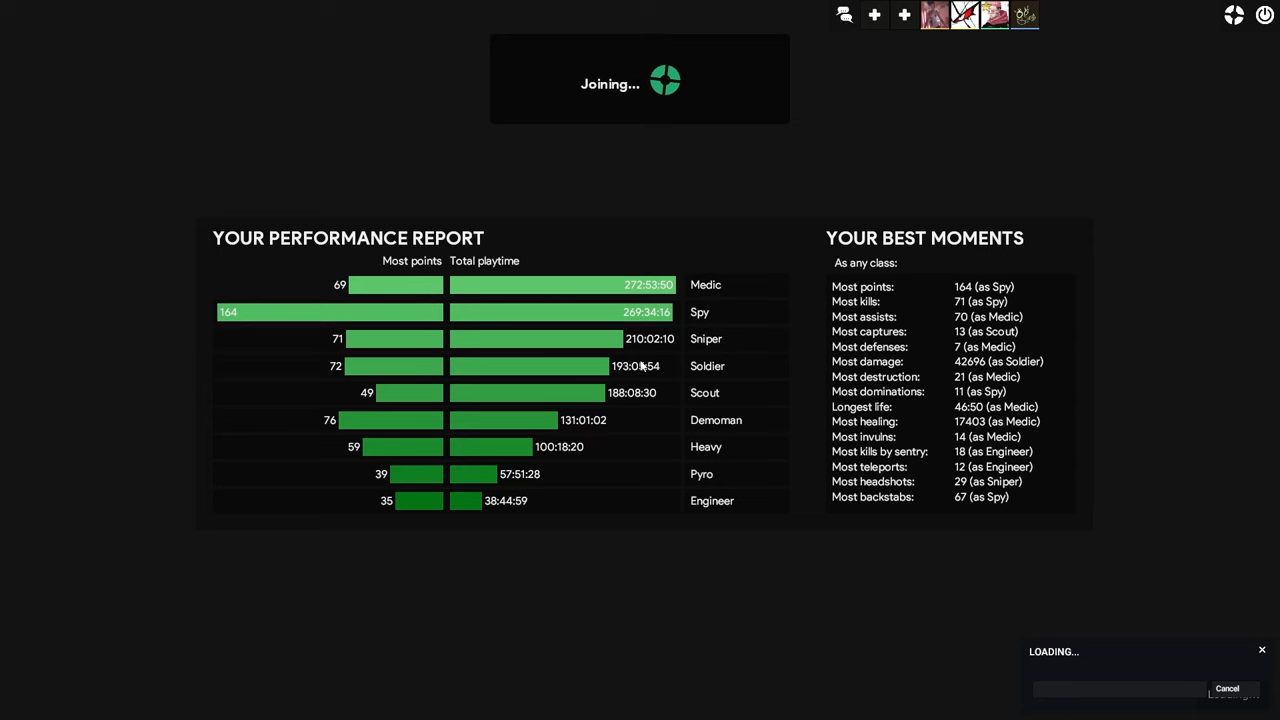 Joining...
YOUR PERFORMANCE REPORT
Most points Total playtime
69 272:53:50 Medic
164 269:34:16 Spy
71 210:02:10 Sniper
72 Soldier
49 188:08:30 Scout
76 131:01:02 Demoman
59 100:18:20 Heavy
39 57:51:28 Pyro
35 38:44:59 Engineer
YOUR BEST MOMENTS
As any class:
Most points: 164 (as Spy)
Most kills: 71 (as Spy)
Most assists: 70 (as Medic)
Most captures: 13 (as Scout)
Most defenses: 7 (as Medic)
Most damage: 42696 (as Soldier)
Most destruction: 21 (as Medic)
Most dominations: 11 (as Spy)
Longest life: 46:50 (as Medic)
Most healing: 17403 (as Medic)
Most invulns: 14 (as Medic)
Most kills by sentry: 18 (as Engineer)
Most teleports: 12 (as Engineer)
Most headshots: 29 (as Sniper)
Most backstabs: 67 (as Spy)
LOADING...
Cancel